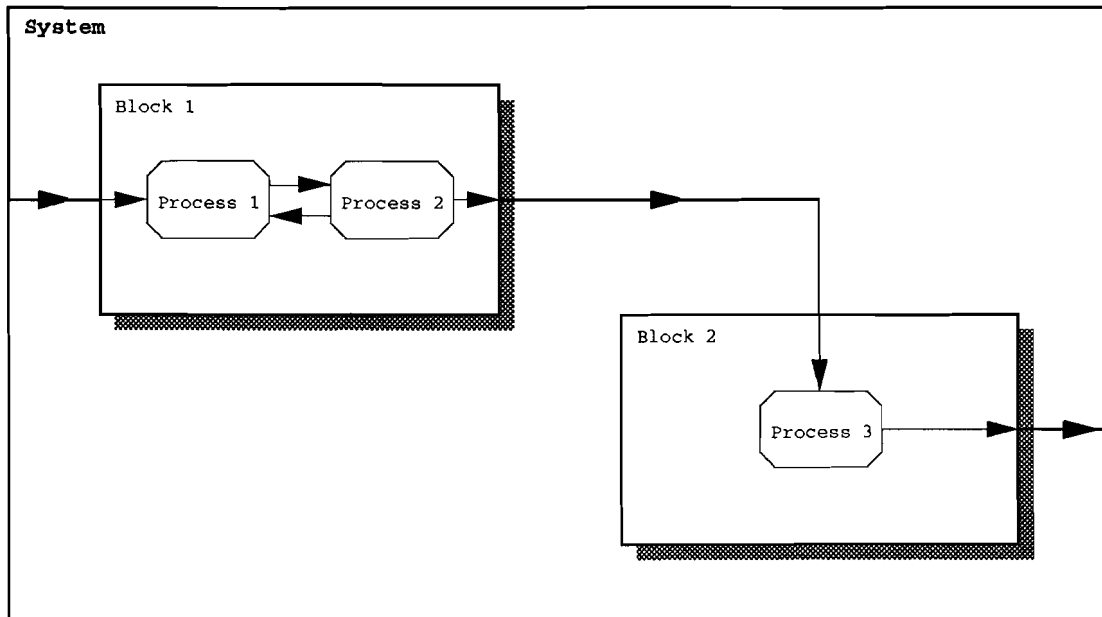 System
Block 1
Process 1
Process 2
Block 2
Process 3